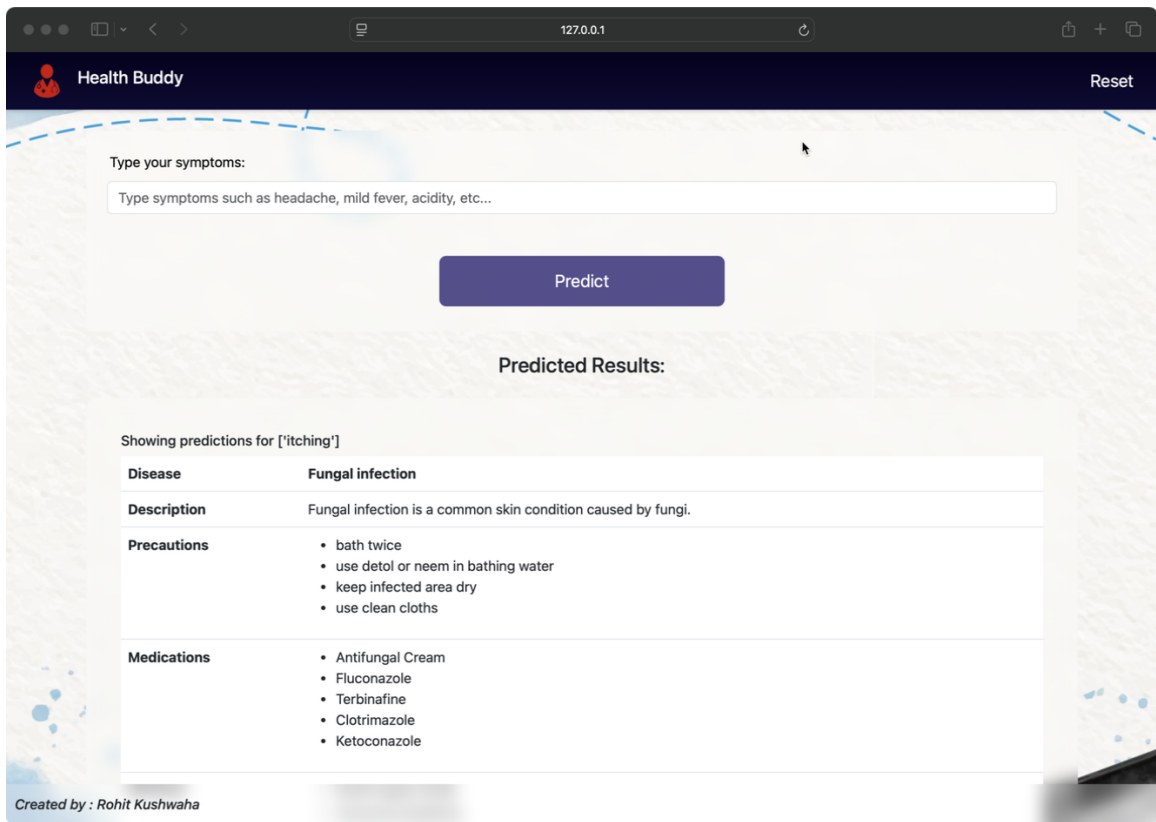 127.0.0.1
Health Buddy
Reset
Type your symptoms:
Type symptoms such as headache, mild fever, acidity, etc...
Predict
Predicted Results:
Showing predictions for ['itching']
Disease Fungal infection
Description Fungal infection is a common skin condition caused by fungi.
Precautions • bath twice
• use detol or neem in bathing water
• keep infected area dry
• use clean cloths
Medications • Antifungal Cream
• Fluconazole
• Terbinafine
• Clotrimazole
• Ketoconazole
Created by : Rohit Kushwaha